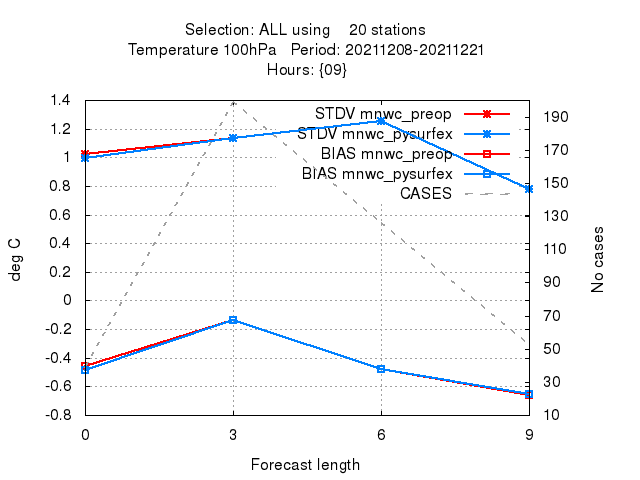 Selection: ALL using    20 stations
Temperature 100hPa   Period: 20211208-20211221
Hours: {09}
STDV mnwc_preop
STDV mnwc_pysurfex
BIAS mnwc_preop
BIAS mnwc_pysurfex
CASES
deg C
1.4
1.2
1
0.8
0.6
0.4
0.2
0
-0.2
-0.4
-0.6
-0.8
No cases
190
170
150
130
110
90
70
50
30
10
0 3 6 9
Forecast length